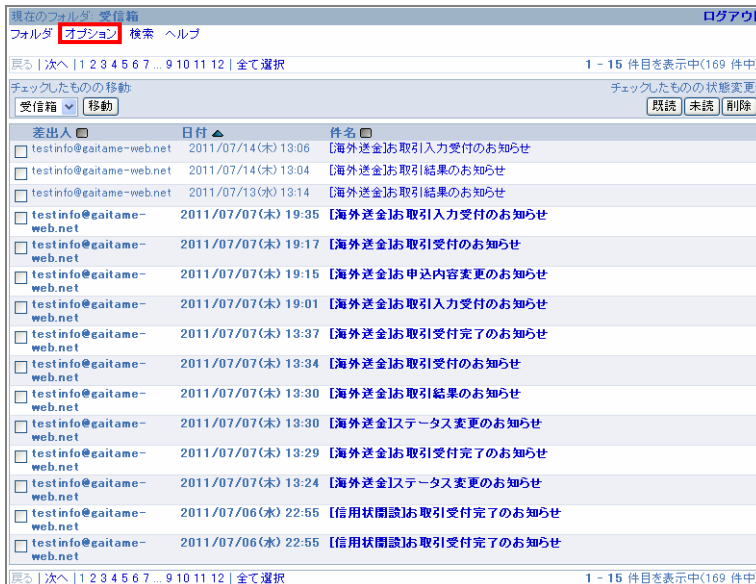 現在のフォルダ: 受信箱 ログアウ
フォルダ オプション 検索 ヘルプ
戻る | 次へ | 1 2 3 4 5 6 7 ... 9 10 11 12 | 全て選択 1 - 15 件目を表示中(169 件中
チェックしたものの移動: チェックしたものの状態変更
受信箱 移動 既読 未読 削除
差出人 日付 件名
testinfo@gaitame-web.net 2011/07/14(木) 13:06 [海外送金]お取引入力受付のお知らせ
testinfo@gaitame-web.net 2011/07/14(木) 13:04 [海外送金]お取引結果のお知らせ
testinfo@gaitame-web.net 2011/07/13(水) 13:14 [海外送金]お取引結果のお知らせ
testinfo@gaitame- 2011/07/07(木) 19:35 [海外送金]お取引入力受付のお知らせ
web.net
testinfo@gaitame- 2011/07/07(木) 19:17 [海外送金]お取引受付のお知らせ
web.net
testinfo@gaitame- 2011/07/07(木) 19:15 [海外送金]お申込内容変更のお知らせ
web.net
testinfo@gaitame- 2011/07/07(木) 19:01 [海外送金]お取引入力受付のお知らせ
web.net
testinfo@gaitame- 2011/07/07(木) 13:37 [海外送金]お取引受付完了のお知らせ
web.net
testinfo@gaitame- 2011/07/07(木) 13:34 [海外送金]お取引受付のお知らせ
web.net
testinfo@gaitame- 2011/07/07(木) 13:30 [海外送金]お取引結果のお知らせ
web.net
testinfo@gaitame- 2011/07/07(木) 13:30 [海外送金]ステータス変更のお知らせ
web.net
testinfo@gaitame- 2011/07/07(木) 13:29 [海外送金]お取引受付完了のお知らせ
web.net
testinfo@gaitame- 2011/07/07(木) 13:24 [海外送金]ステータス変更のお知らせ
web.net
testinfo@gaitame- 2011/07/06(水) 22:55 [信用状開設]お取引受付完了のお知らせ
web.net
testinfo@gaitame- 2011/07/06(水) 22:55 [信用状開設]お取引受付完了のお知らせ
web.net
戻る | 次へ | 1 2 3 4 5 6 7 ... 9 10 11 12 | 全て選択 1 - 15 件目を表示中(169 件中